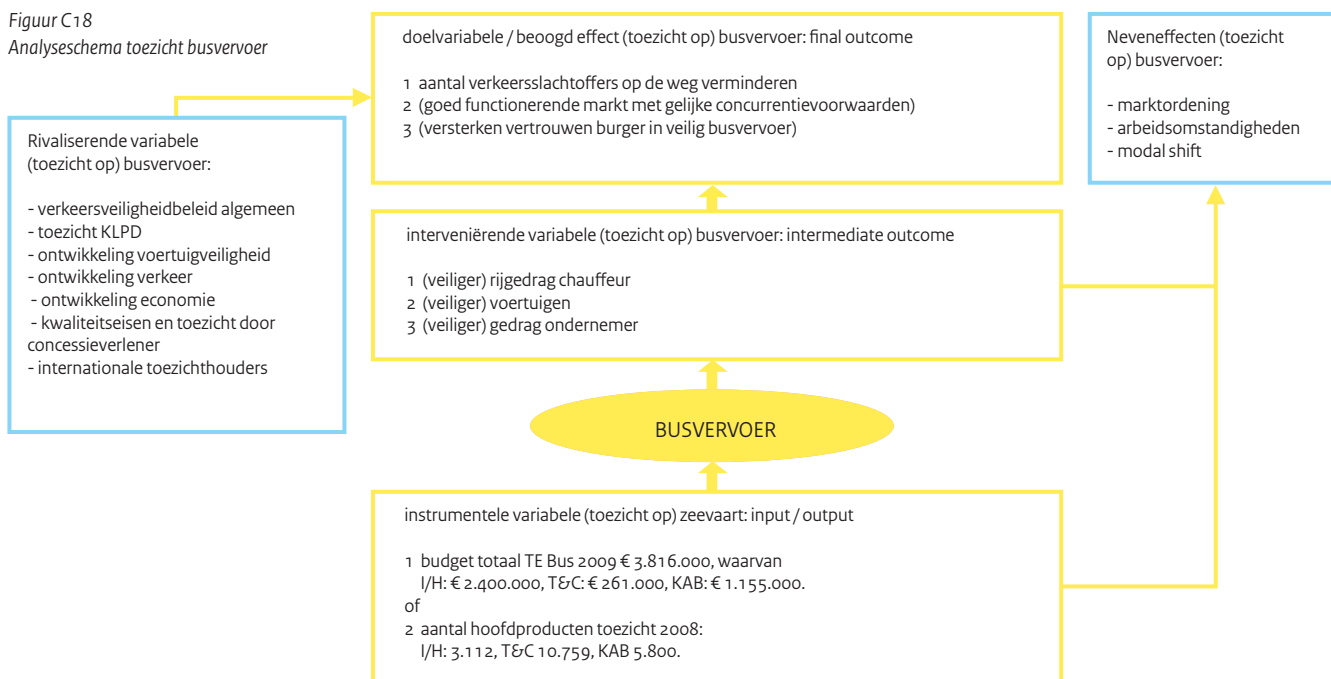 Figuur C18
Analyseschema toezicht busvervoer
doelvariabele / beoogd effect (toezicht op) busvervoer: final outcome
1 aantal verkeersslachtoffers op de weg verminderen
2 (goed functionerende markt met gelijke concurrentievoorwaarden)
3 (versterken vertrouwen burger in veilig busvervoer)
Neveneffecten (toezicht
op) busvervoer:
- marktordening
- arbeidsomstandigheden
- modal shift
Rivaliserende variabele
(toezicht op) busvervoer:
- verkeersveiligheidbeleid algemeen
- toezicht KLPD
- ontwikkeling voertuigveiligheid
- ontwikkeling verkeer
- ontwikkeling economie
- kwaliteitseisen en toezicht door
concessieverlener
- internationale toezichthouders
interveniërende variabele (toezicht op) busvervoer: intermediate outcome
1 (veiliger) rijgedrag chauffeur
2 (veiliger) voertuigen
3 (veiliger) gedrag ondernemer
BUSVERVOER
instrumentele variabele (toezicht op) zeevaart: input / output
1 budget totaal TE Bus 2009 € 3.816.000, waarvan
I/H: € 2.400.000, T&C: € 261.000, KAB: € 1.155.000.
of
2 aantal hoofdproducten toezicht 2008:
I/H: 3.112, T&C 10.759, KAB 5.800.